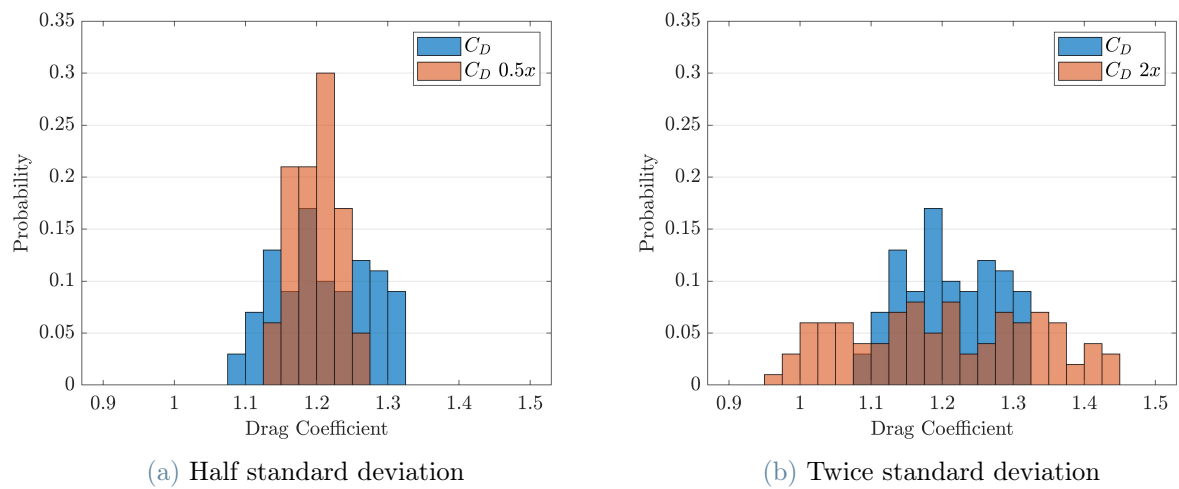 0.35
0.3
0.25
0.2
0.15
0.1
0.05
0
Probability
0.9 1 1.1 1.2 1.3 1.4 1.5
Drag Coefficient
C_D
C_D 0.5x
(a) Half standard deviation
0.35
0.3
0.25
0.2
0.15
0.1
0.05
0
Probability
0.9 1 1.1 1.2 1.3 1.4 1.5
Drag Coefficient
C_D
C_D 2x
(b) Twice standard deviation